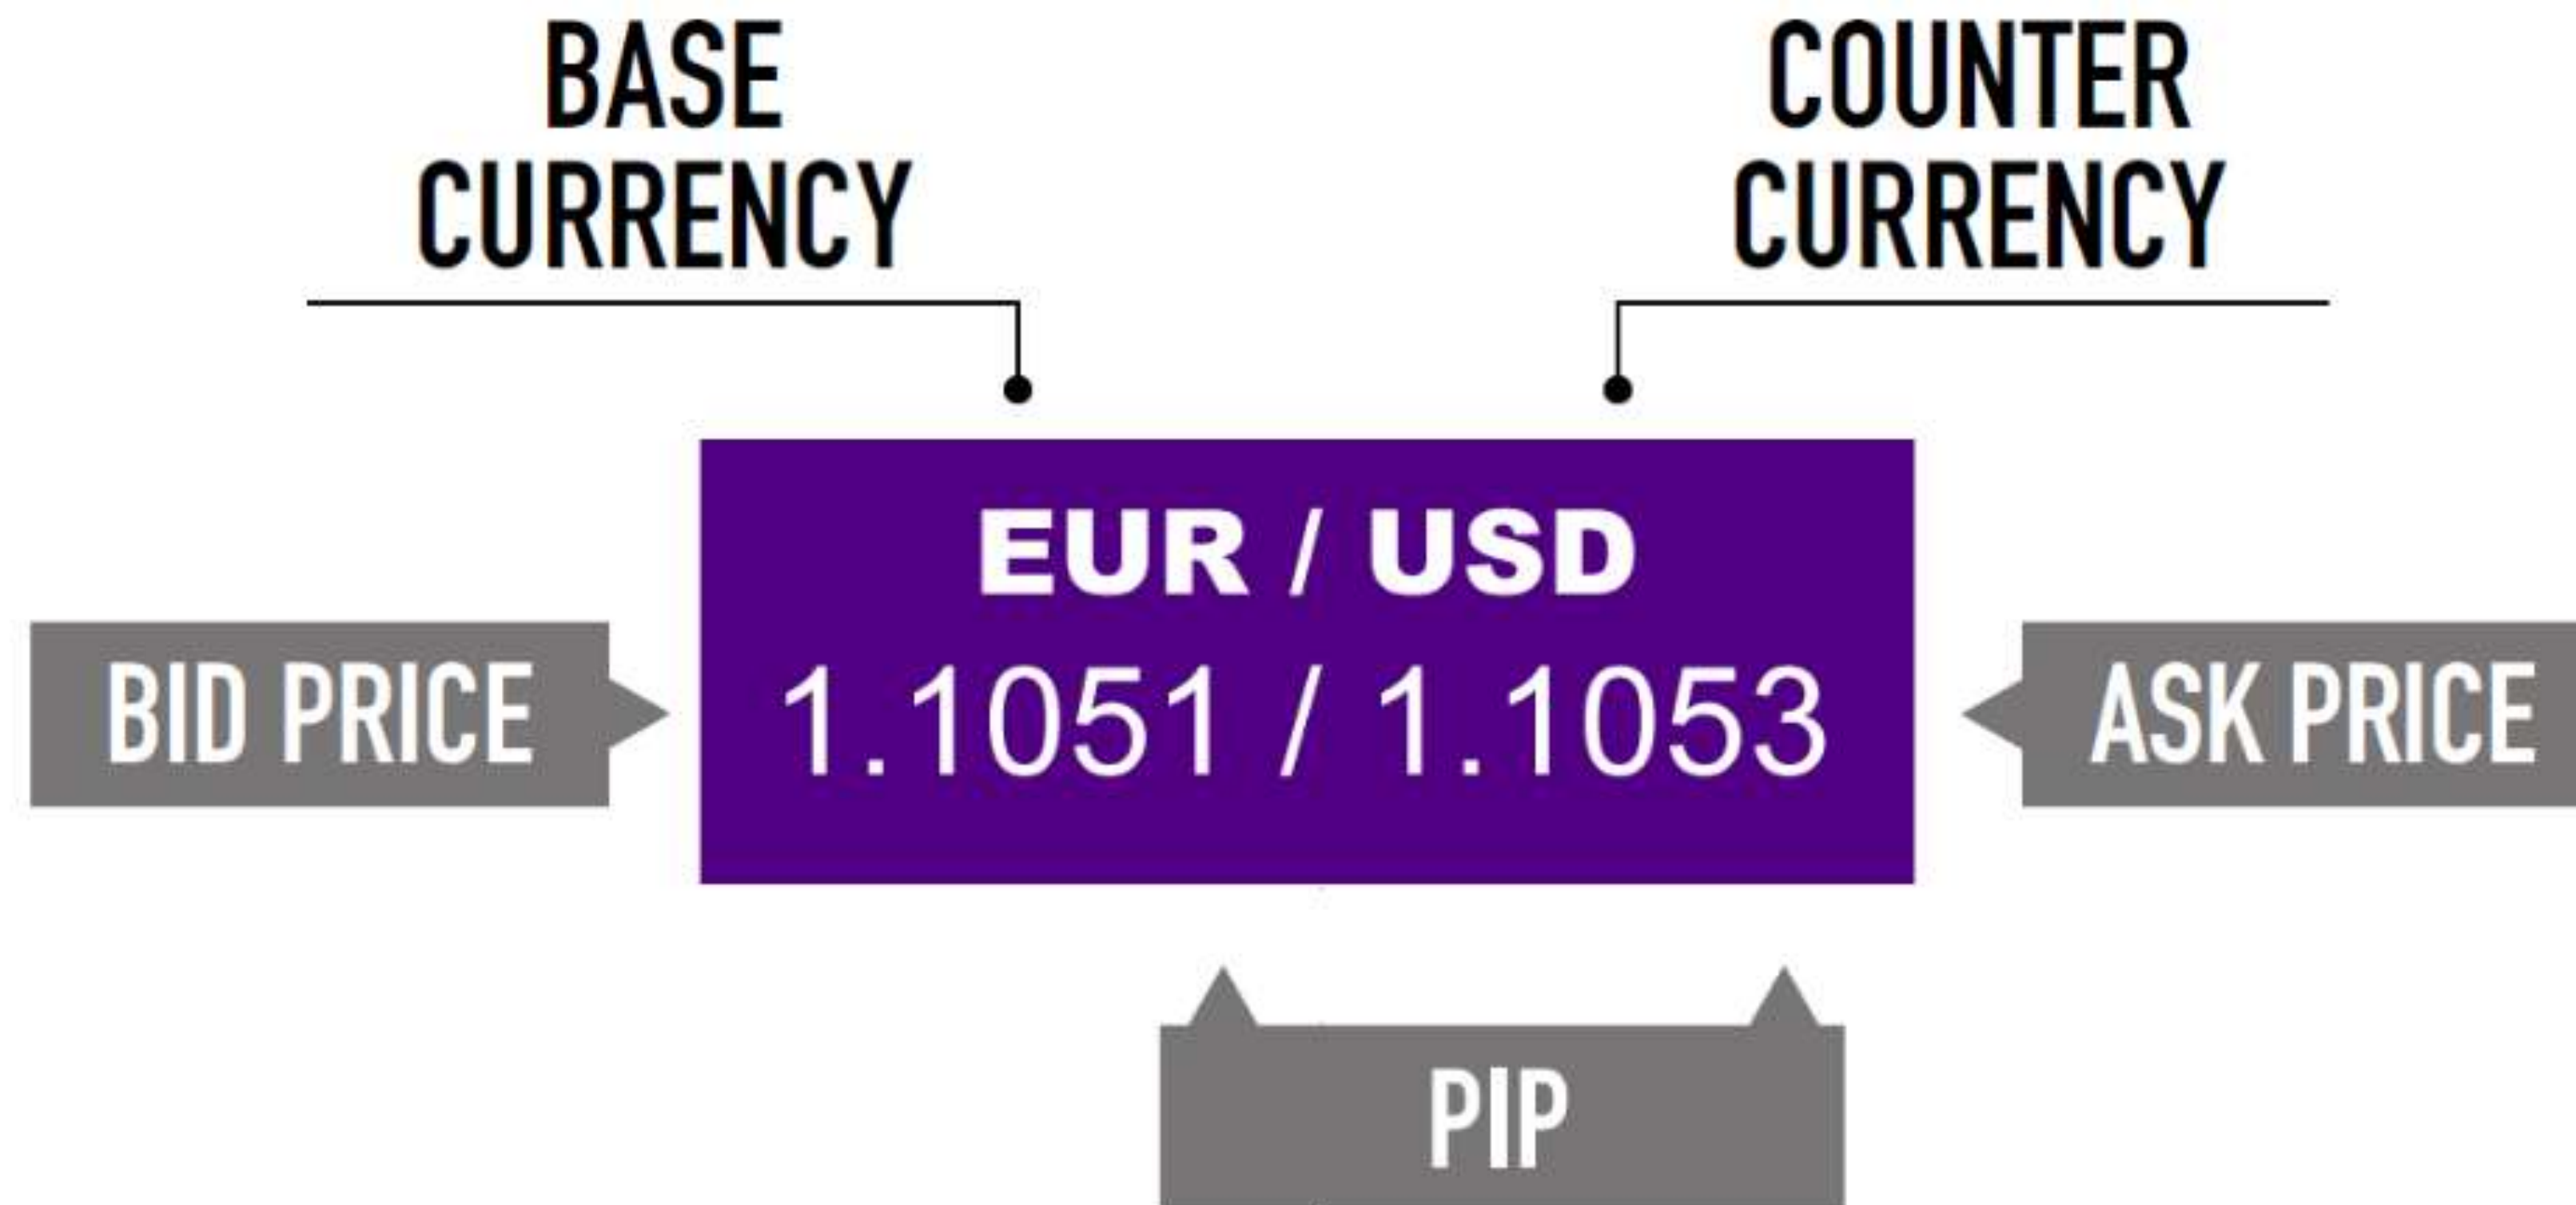 BASE
CURRENCY
COUNTER
CURRENCY
EUR / USD
BID PRICE
1.1051 / 1.1053
ASK PRICE
PIP